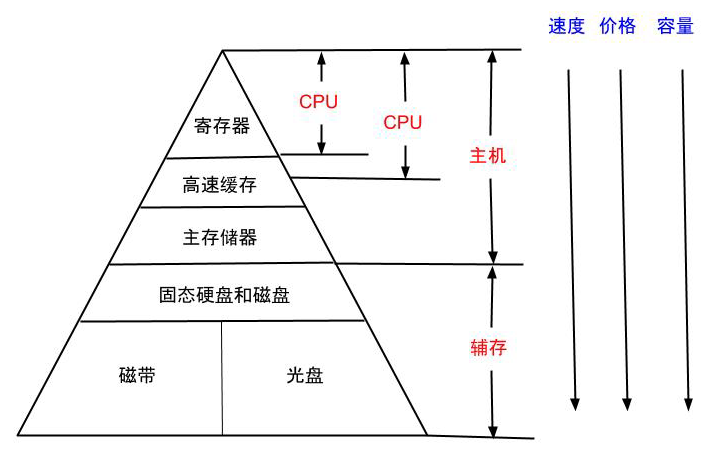 速度 价格 容量
CPU
CPU
寄存器
主机
高速缓存
主存储器
固态硬盘和磁盘
辅存
磁带
光盘